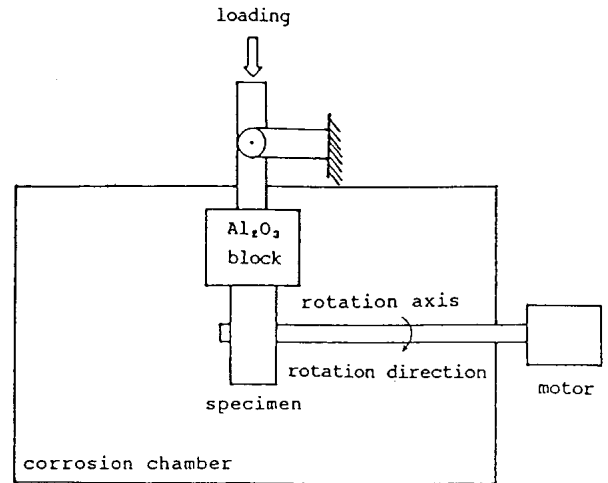 loading
Al₂O₃
block
rotation axis
rotation direction
motor
specimen
corrosion chamber